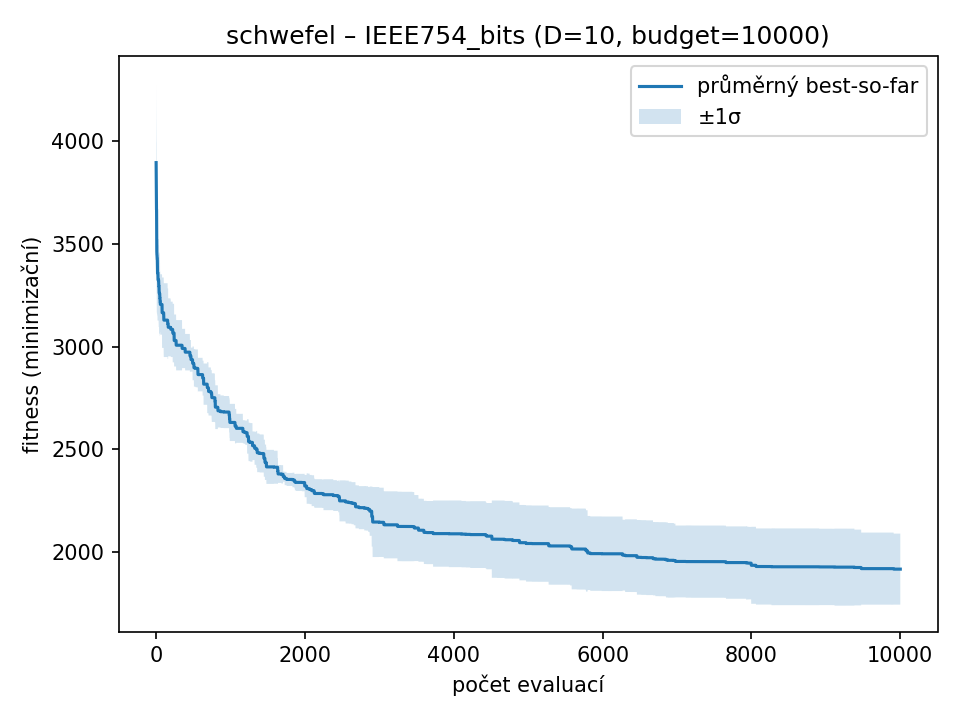 schwefel – IEEE754_bits (D=10, budget=10000)
průměrný best-so-far
±1σ
fitness (minimizační)
4000
3500
3000
2500
2000
0 2000 4000 6000 8000 10000
počet evaluací